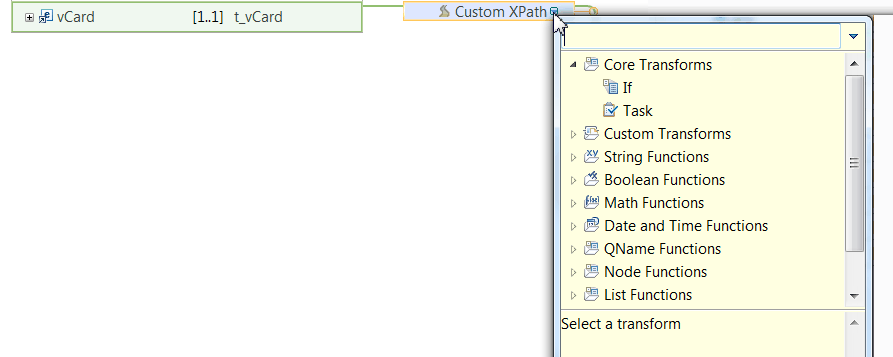 vCard [1..1] t_vCard
Custom XPath
Core Transforms
If
Task
Custom Transforms
String Functions
Boolean Functions
Math Functions
Date and Time Functions
QName Functions
Node Functions
List Functions
Select a transform